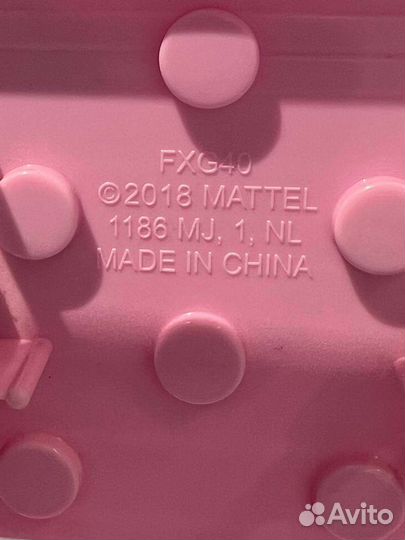 FXG40
©2018 MATTEL
1186 MJ, 1, NL
MADE IN CHINA
Avito